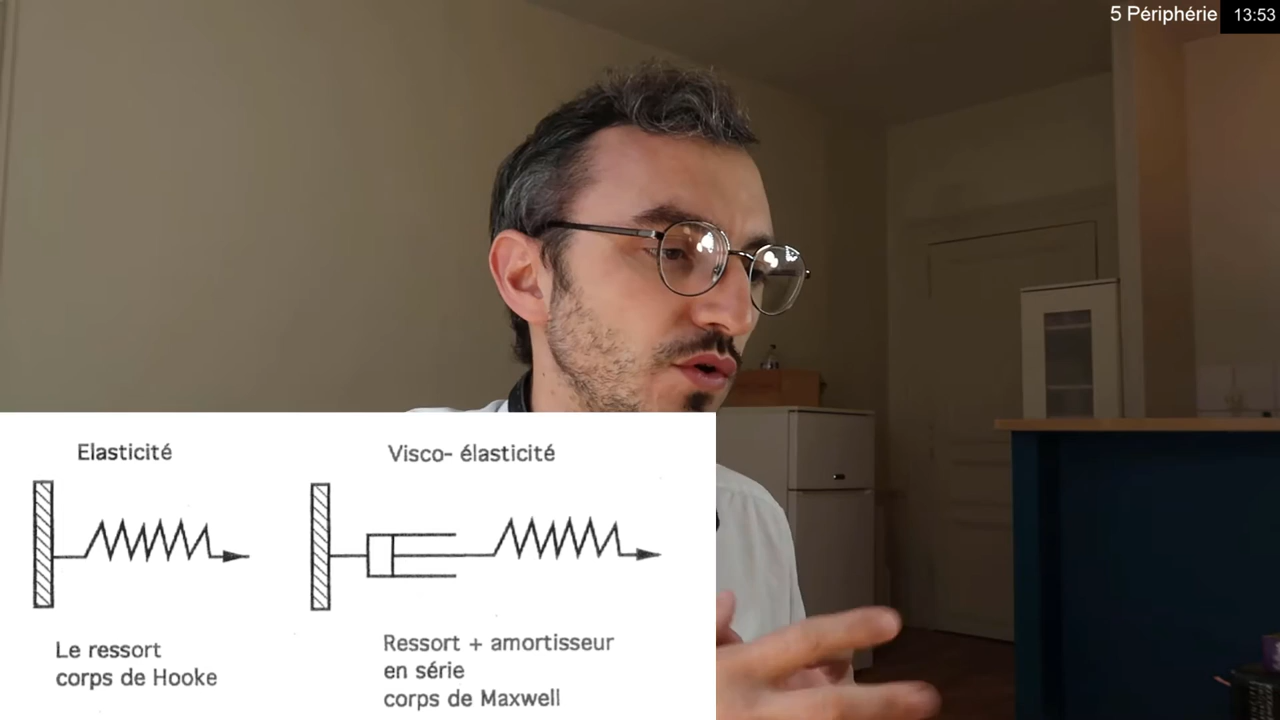 5 Périphérie 13:53
Elasticité
Visco- élasticité
Le ressort
corps de Hooke
Ressort + amortisseur
en série
corps de Maxwell